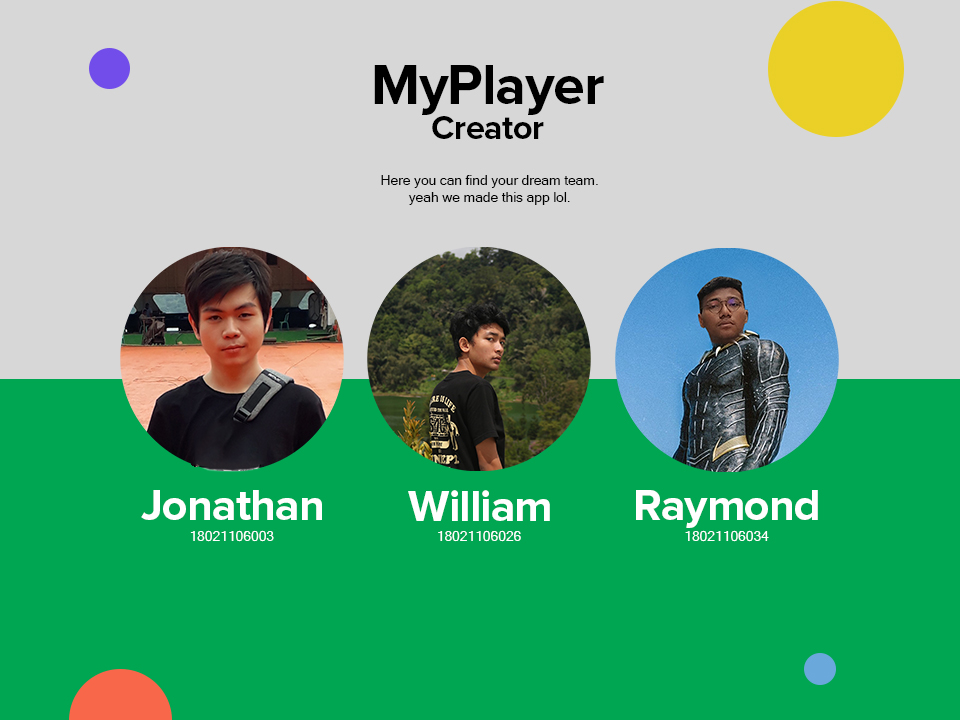 MyPlayer
Creator
Here you can find your dream team.
yeah we made this app lol.
Jonathan
William
Raymond
18021106003
18021106026
18021106034